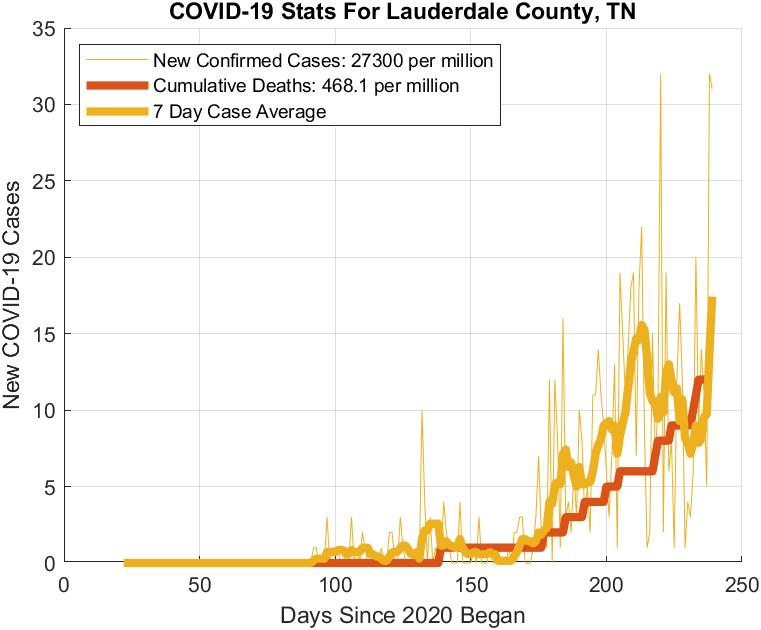 COVID-19 Stats For Lauderdale County, TN
New Confirmed Cases: 27300 per million
Cumulative Deaths: 468.1 per million
7 Day Case Average
New COVID-19 Cases
35
30
25
20
15
10
5
0
0 50 100 150 200 250
Days Since 2020 Began